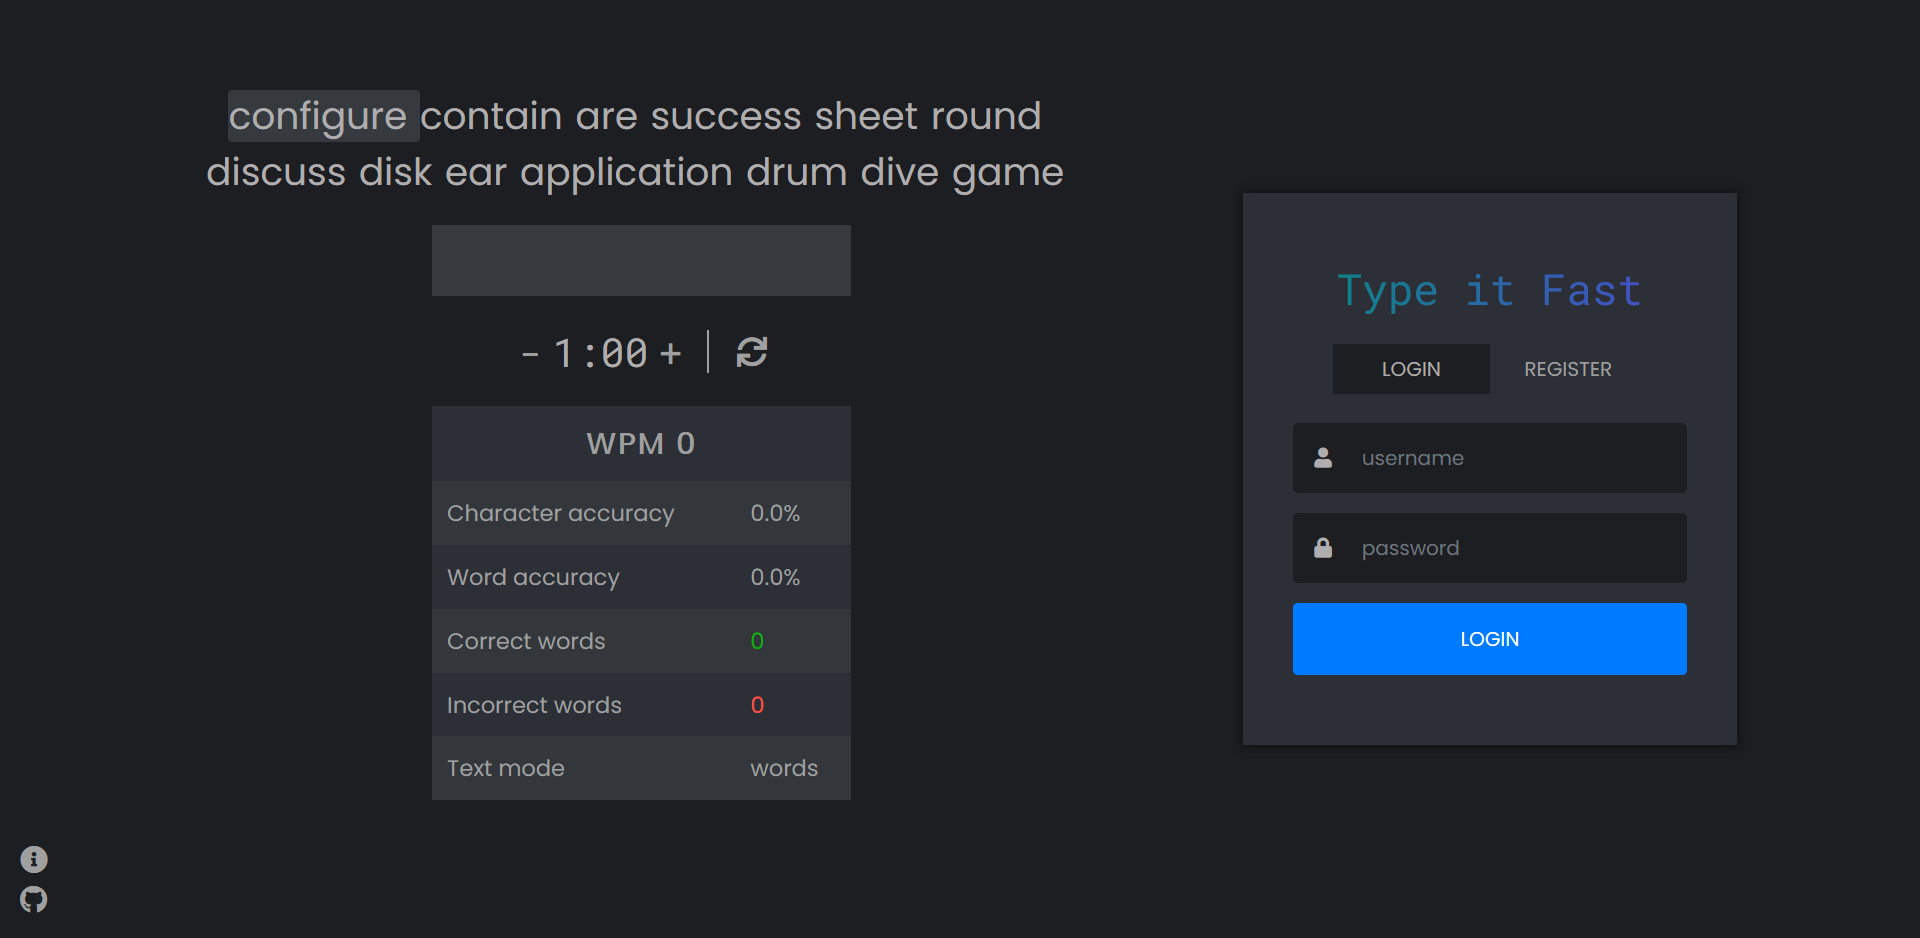 configure contain are success sheet round
discuss disk ear application drum dive game
- 1:00 +
WPM 0
Character accuracy 0.0%
Word accuracy 0.0%
Correct words 0
Incorrect words 0
Text mode words
Type it Fast
LOGIN REGISTER
username
password
LOGIN